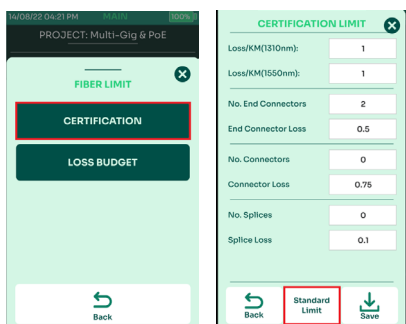 14/08/22 04:21 PM MAIN 100%
PROJECT: Multi-Gig & PoE
FIBER LIMIT
CERTIFICATION
LOSS BUDGET
Back
CERTIFICATION LIMIT
Loss/KM(1310nm): 1
Loss/KM(1550nm): 1
No. End Connectors 2
End Connector Loss 0.5
No. Connectors 0
Connector Loss 0.75
No. Splices 0
Splice Loss 0.1
Back
Standard
Limit
Save